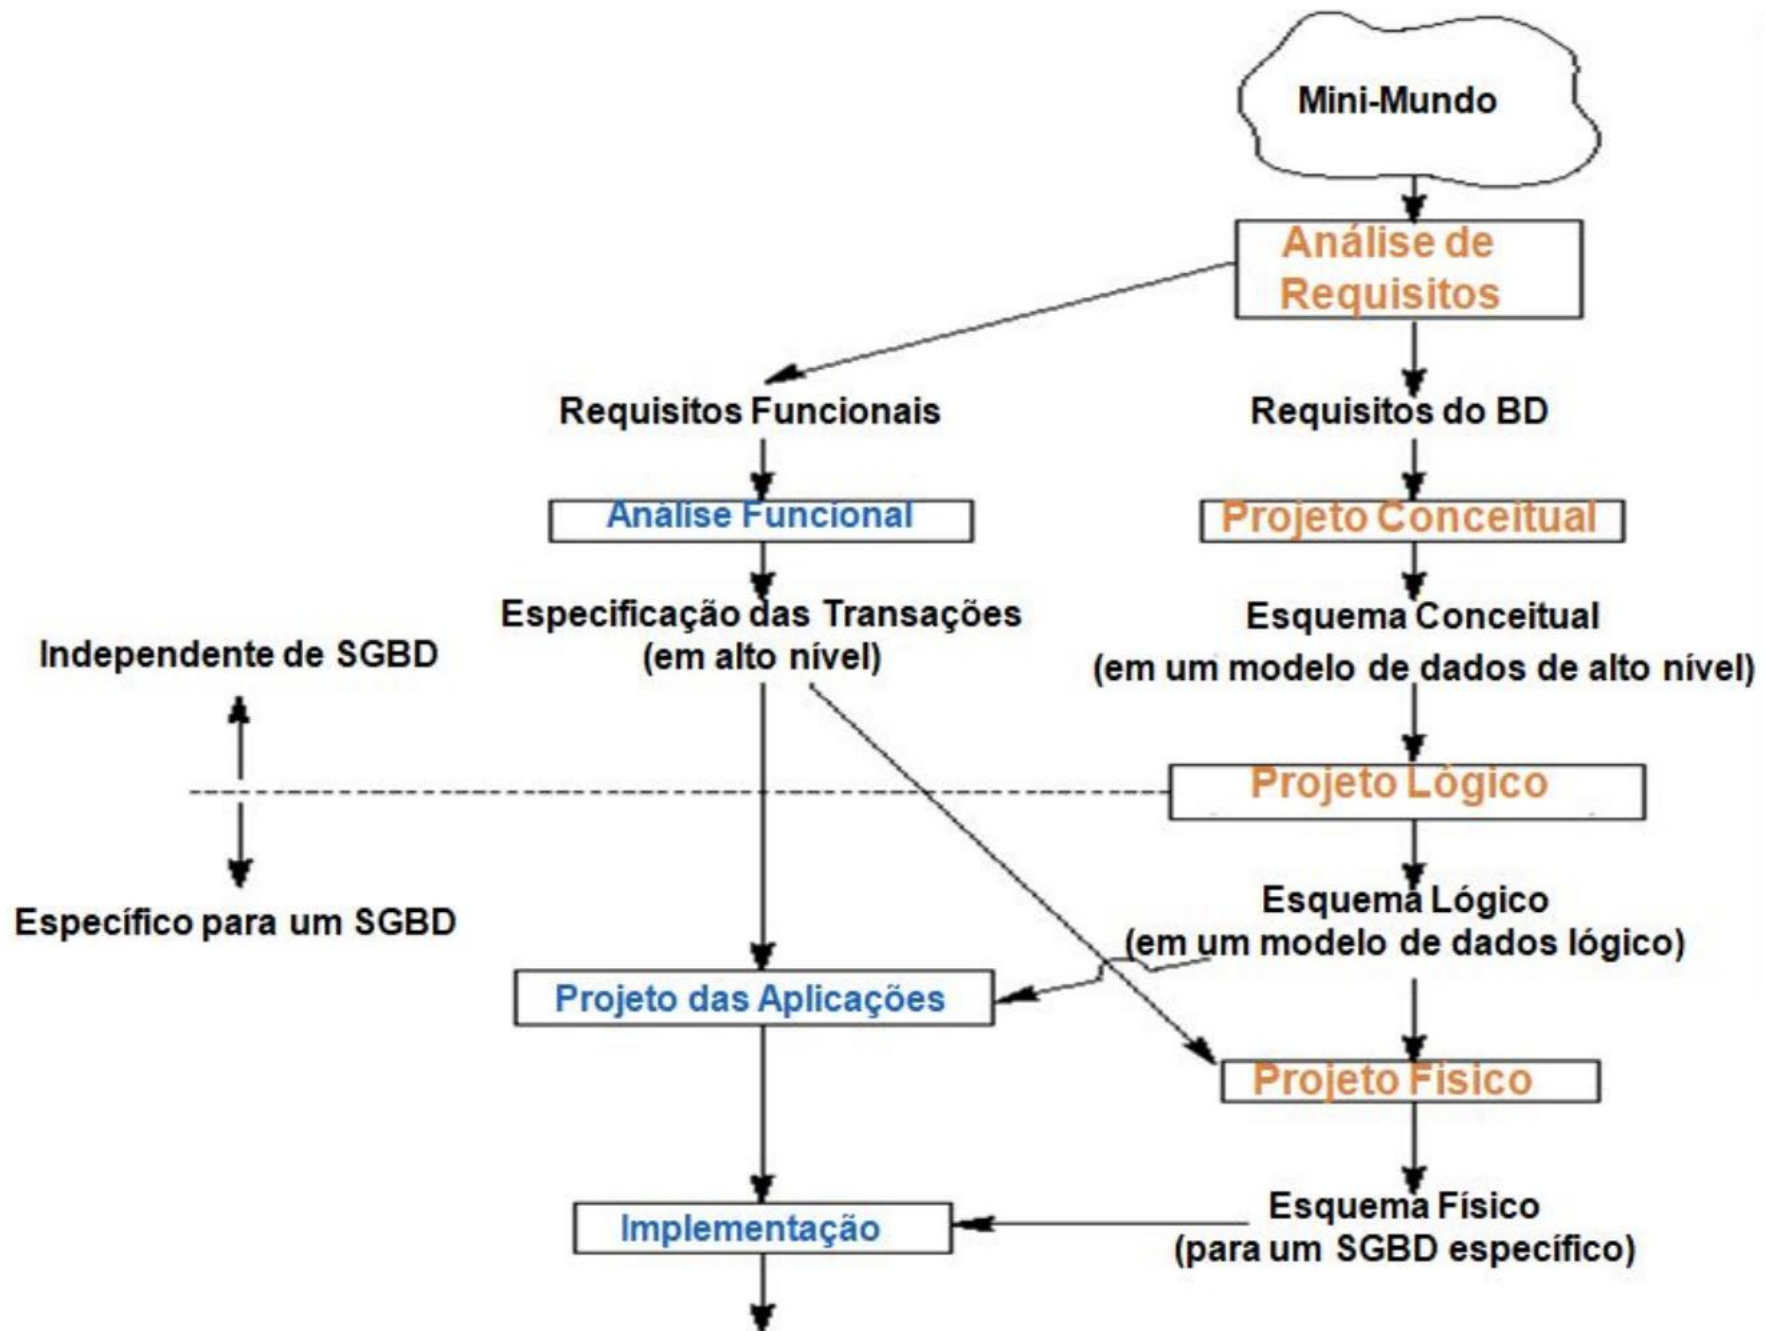 Mini-Mundo
Análise de
Requisitos
Requisitos Funcionais
Requisitos do BD
Análise Funcional
Projeto Conceitual
Especificação das Transações
(em alto nível)
Esquema Conceitual
(em um modelo de dados de alto nível)
Independente de SGBD
Projeto Lógico
Específico para um SGBD
Esquema Lógico
(em um modelo de dados lógico)
Projeto das Aplicações
Projeto Físico
Implementação
Esquema Físico
(para um SGBD específico)